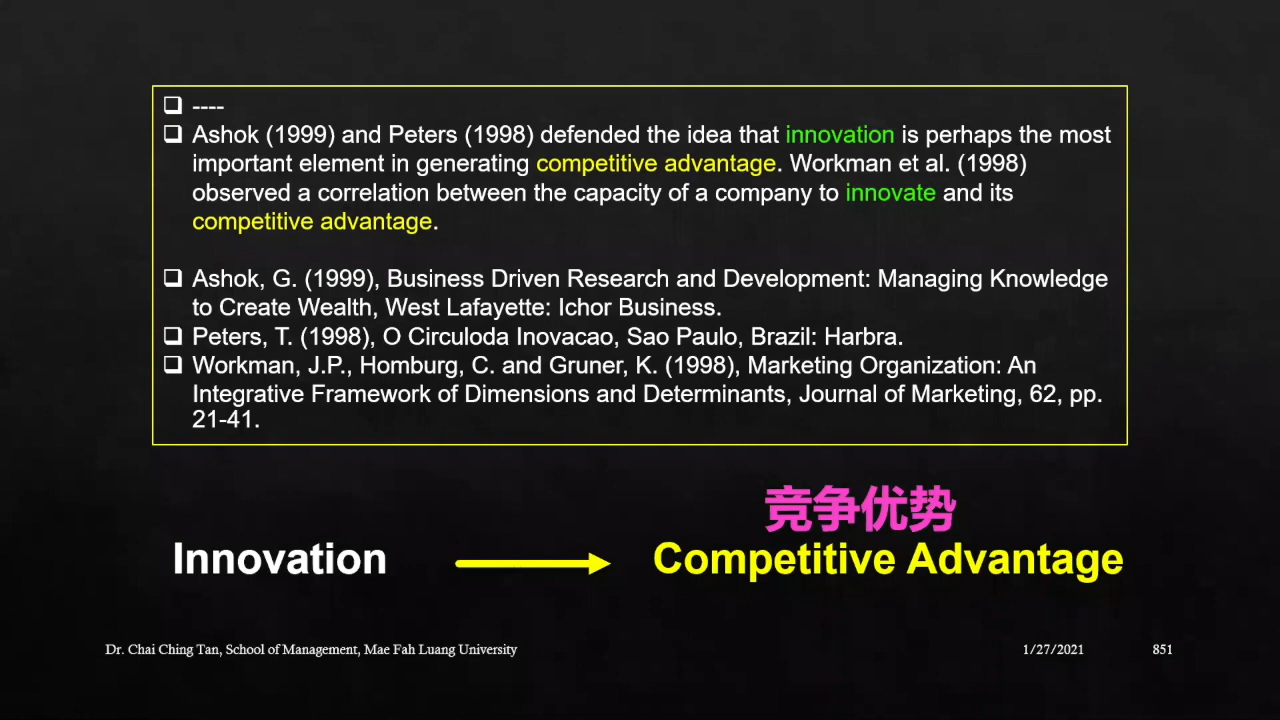 ❑ ----
❑ Ashok (1999) and Peters (1998) defended the idea that innovation is perhaps the most
important element in generating competitive advantage. Workman et al. (1998)
observed a correlation between the capacity of a company to innovate and its
competitive advantage.
❑ Ashok, G. (1999), Business Driven Research and Development: Managing Knowledge
to Create Wealth, West Lafayette: Ichor Business.
❑ Peters, T. (1998), O Circuloda Inovacao, Sao Paulo, Brazil: Harbra.
❑ Workman, J.P., Homburg, C. and Gruner, K. (1998), Marketing Organization: An
Integrative Framework of Dimensions and Determinants, Journal of Marketing, 62, pp.
21-41.
竞争优势
Innovation
Competitive Advantage
Dr. Chai Ching Tan, School of Management, Mae Fah Luang University
1/27/2021
851